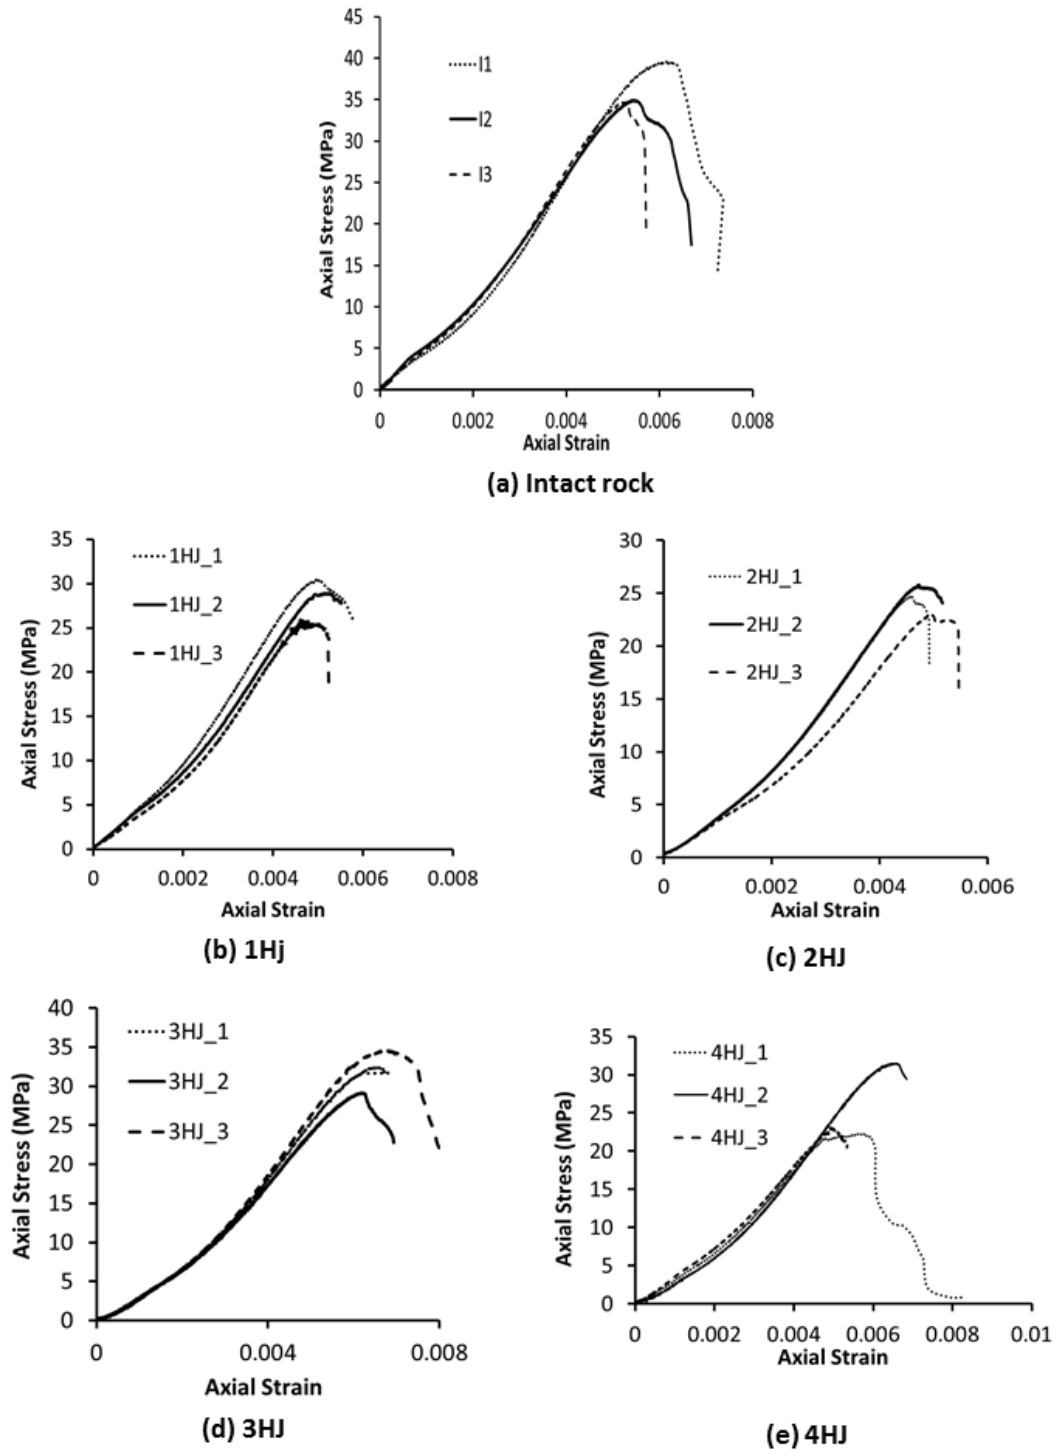 45
40
35
30
25
20
15
10
5
0
Axial Stress (MPa)
I1
I2
I3
0 0.002 0.004 0.006 0.008
Axial Strain
(a) Intact rock
35
30
25
20
15
10
5
0
Axial Stress (MPa)
1HJ_1
1HJ_2
1HJ_3
0 0.002 0.004 0.006 0.008
Axial Strain
(b) 1Hj
30
25
20
15
10
5
0
Axial Stress (MPa)
2HJ_1
2HJ_2
2HJ_3
0 0.002 0.004 0.006
Axial Strain
(c) 2HJ
40
35
30
25
20
15
10
5
0
Axial Stress (MPa)
3HJ_1
3HJ_2
3HJ_3
0 0.004 0.008
Axial Strain
(d) 3HJ
35
30
25
20
15
10
5
0
Axial Stress (MPa)
4HJ_1
4HJ_2
4HJ_3
0 0.002 0.004 0.006 0.008 0.01
Axial Strain
(e) 4HJ